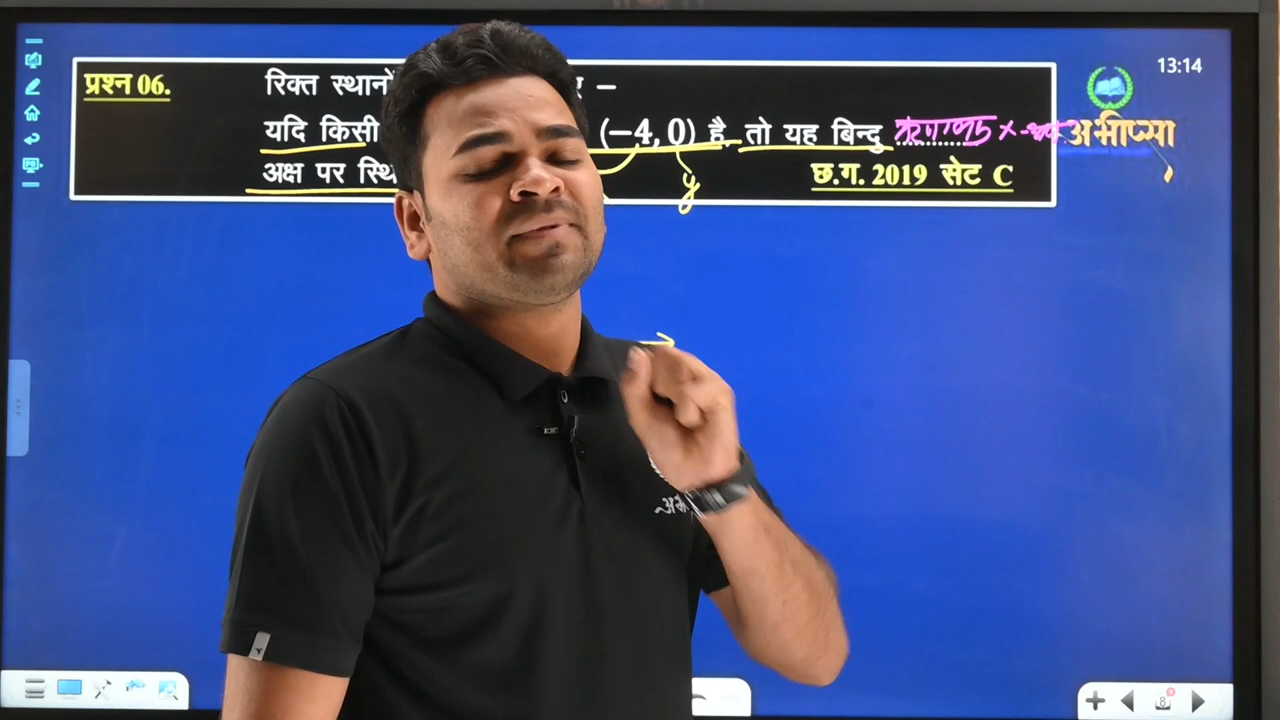 13:14
प्रश्न 06. रिक्त स्थानों –
यदि किसी (−4, 0) है तो यह बिन्दु ............ ऋणात्मक x-अक्ष
अभीप्सा
अक्ष पर छ.ग. 2019 सेट C
y